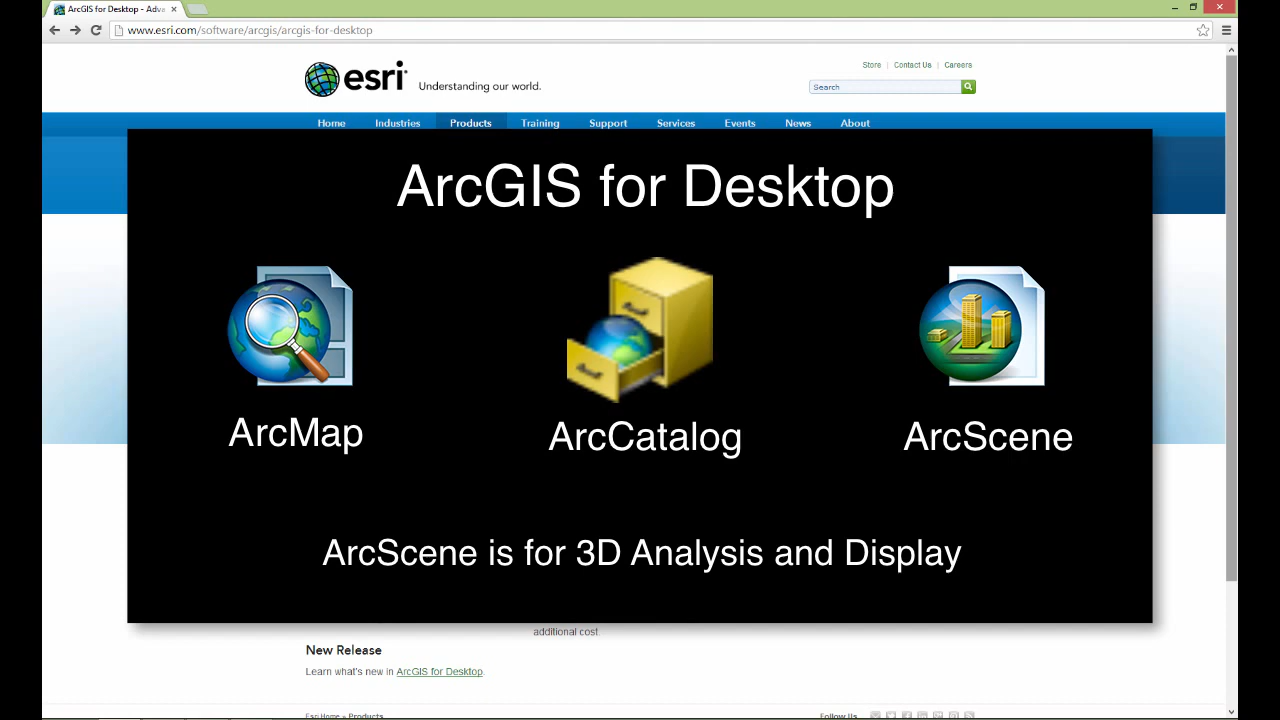 ArcGIS for Desktop - Adva
www.esri.com/software/arcgis/arcgis-for-desktop
esri Understanding our world.
Store | Contact Us | Careers
Search
Home Industries Products Training Support Services Events News About
ArcGIS for Desktop
ArcMap ArcCatalog ArcScene
ArcScene is for 3D Analysis and Display
additional cost
New Release
Learn what's new in ArcGIS for Desktop.
Esri Home » Products Follow Us